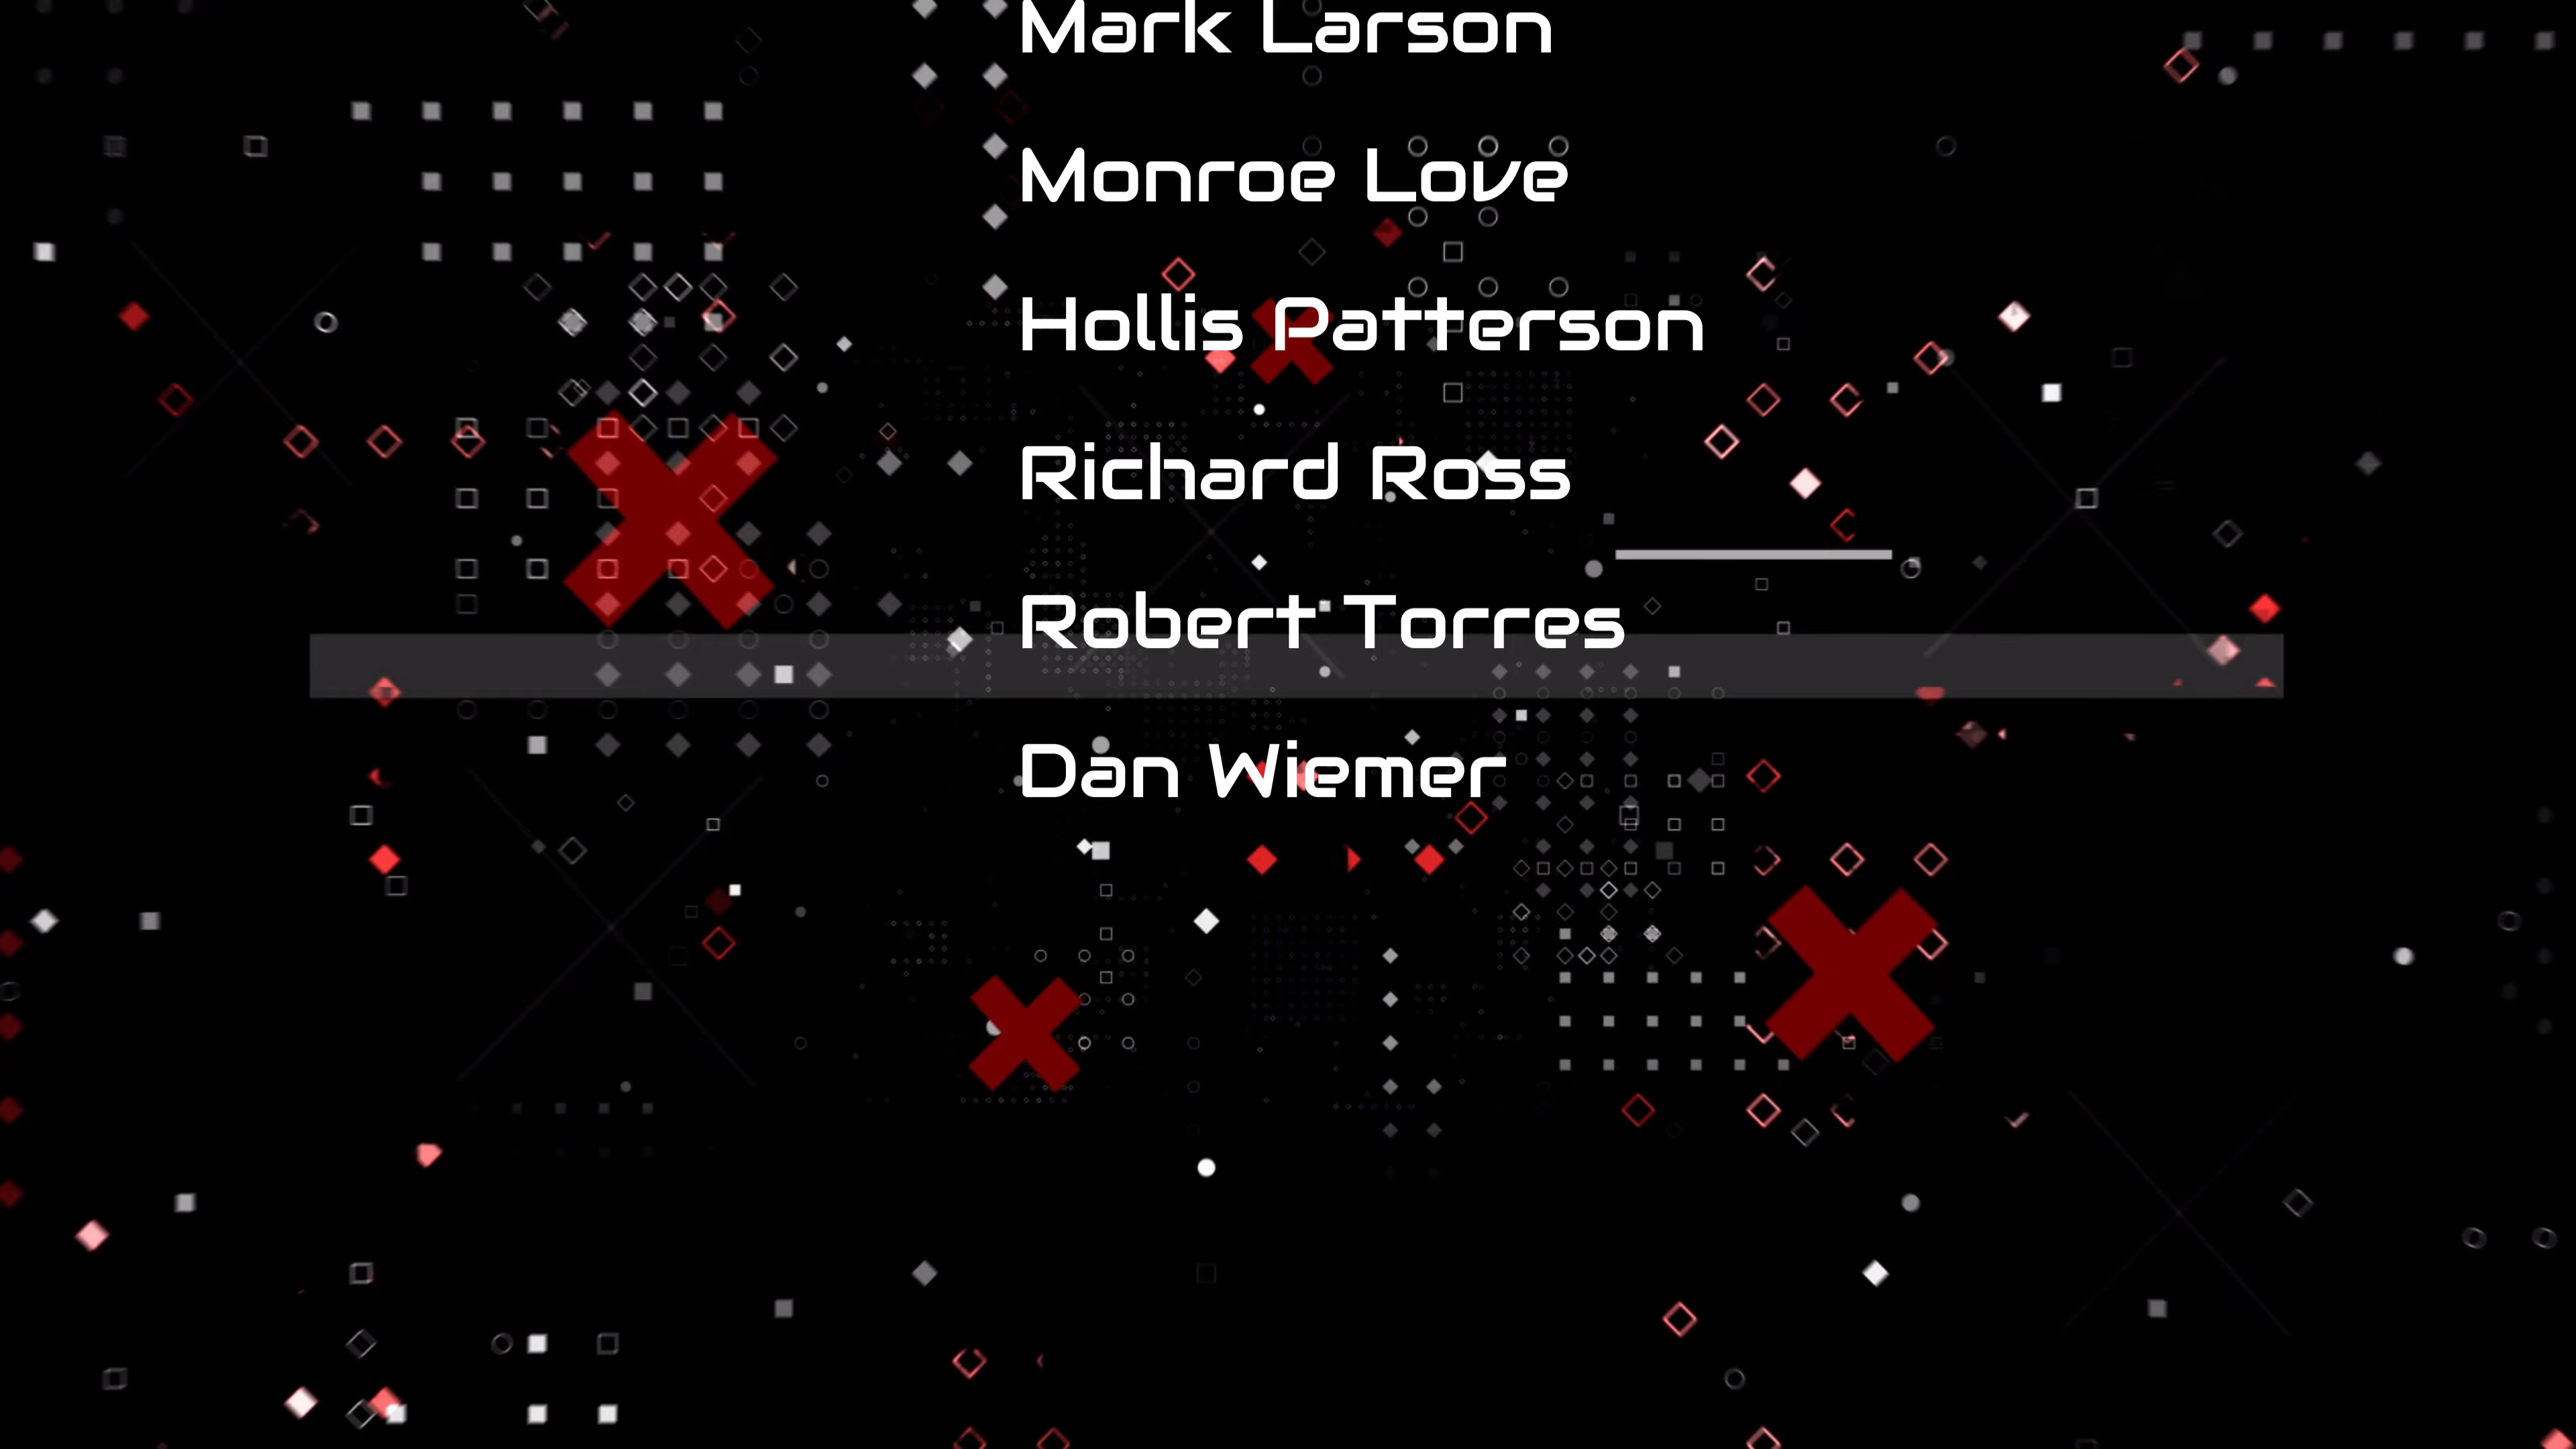 Mark Larson
Monroe Love
Hollis Patterson
Richard Ross
Robert Torres
Dan Wiemer